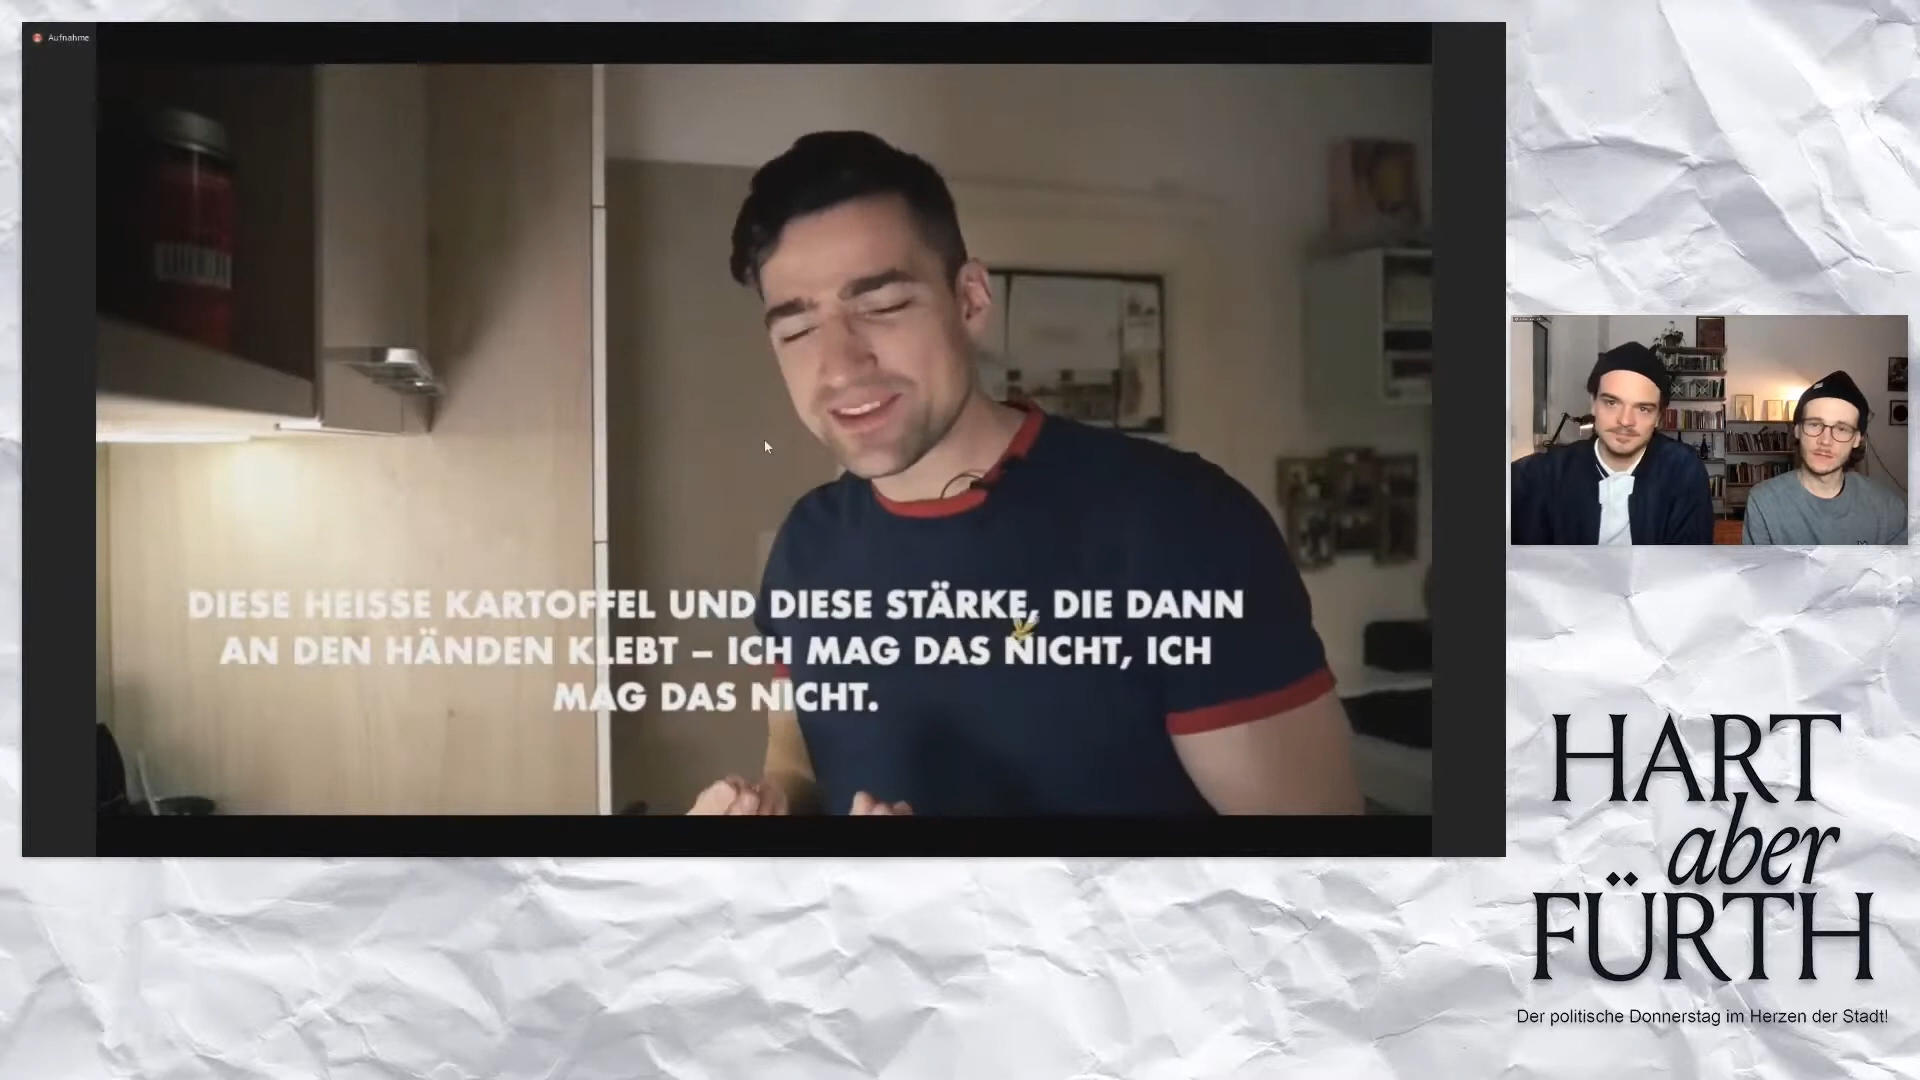 Aufnahme
DIESE HEISSE KARTOFFEL UND DIESE STÄRKE, DIE DANN
AN DEN HÄNDEN KLEBT – ICH MAG DAS NICHT, ICH
MAG DAS NICHT.
HART
aber
FÜRTH
Der politische Donnerstag im Herzen der Stadt!